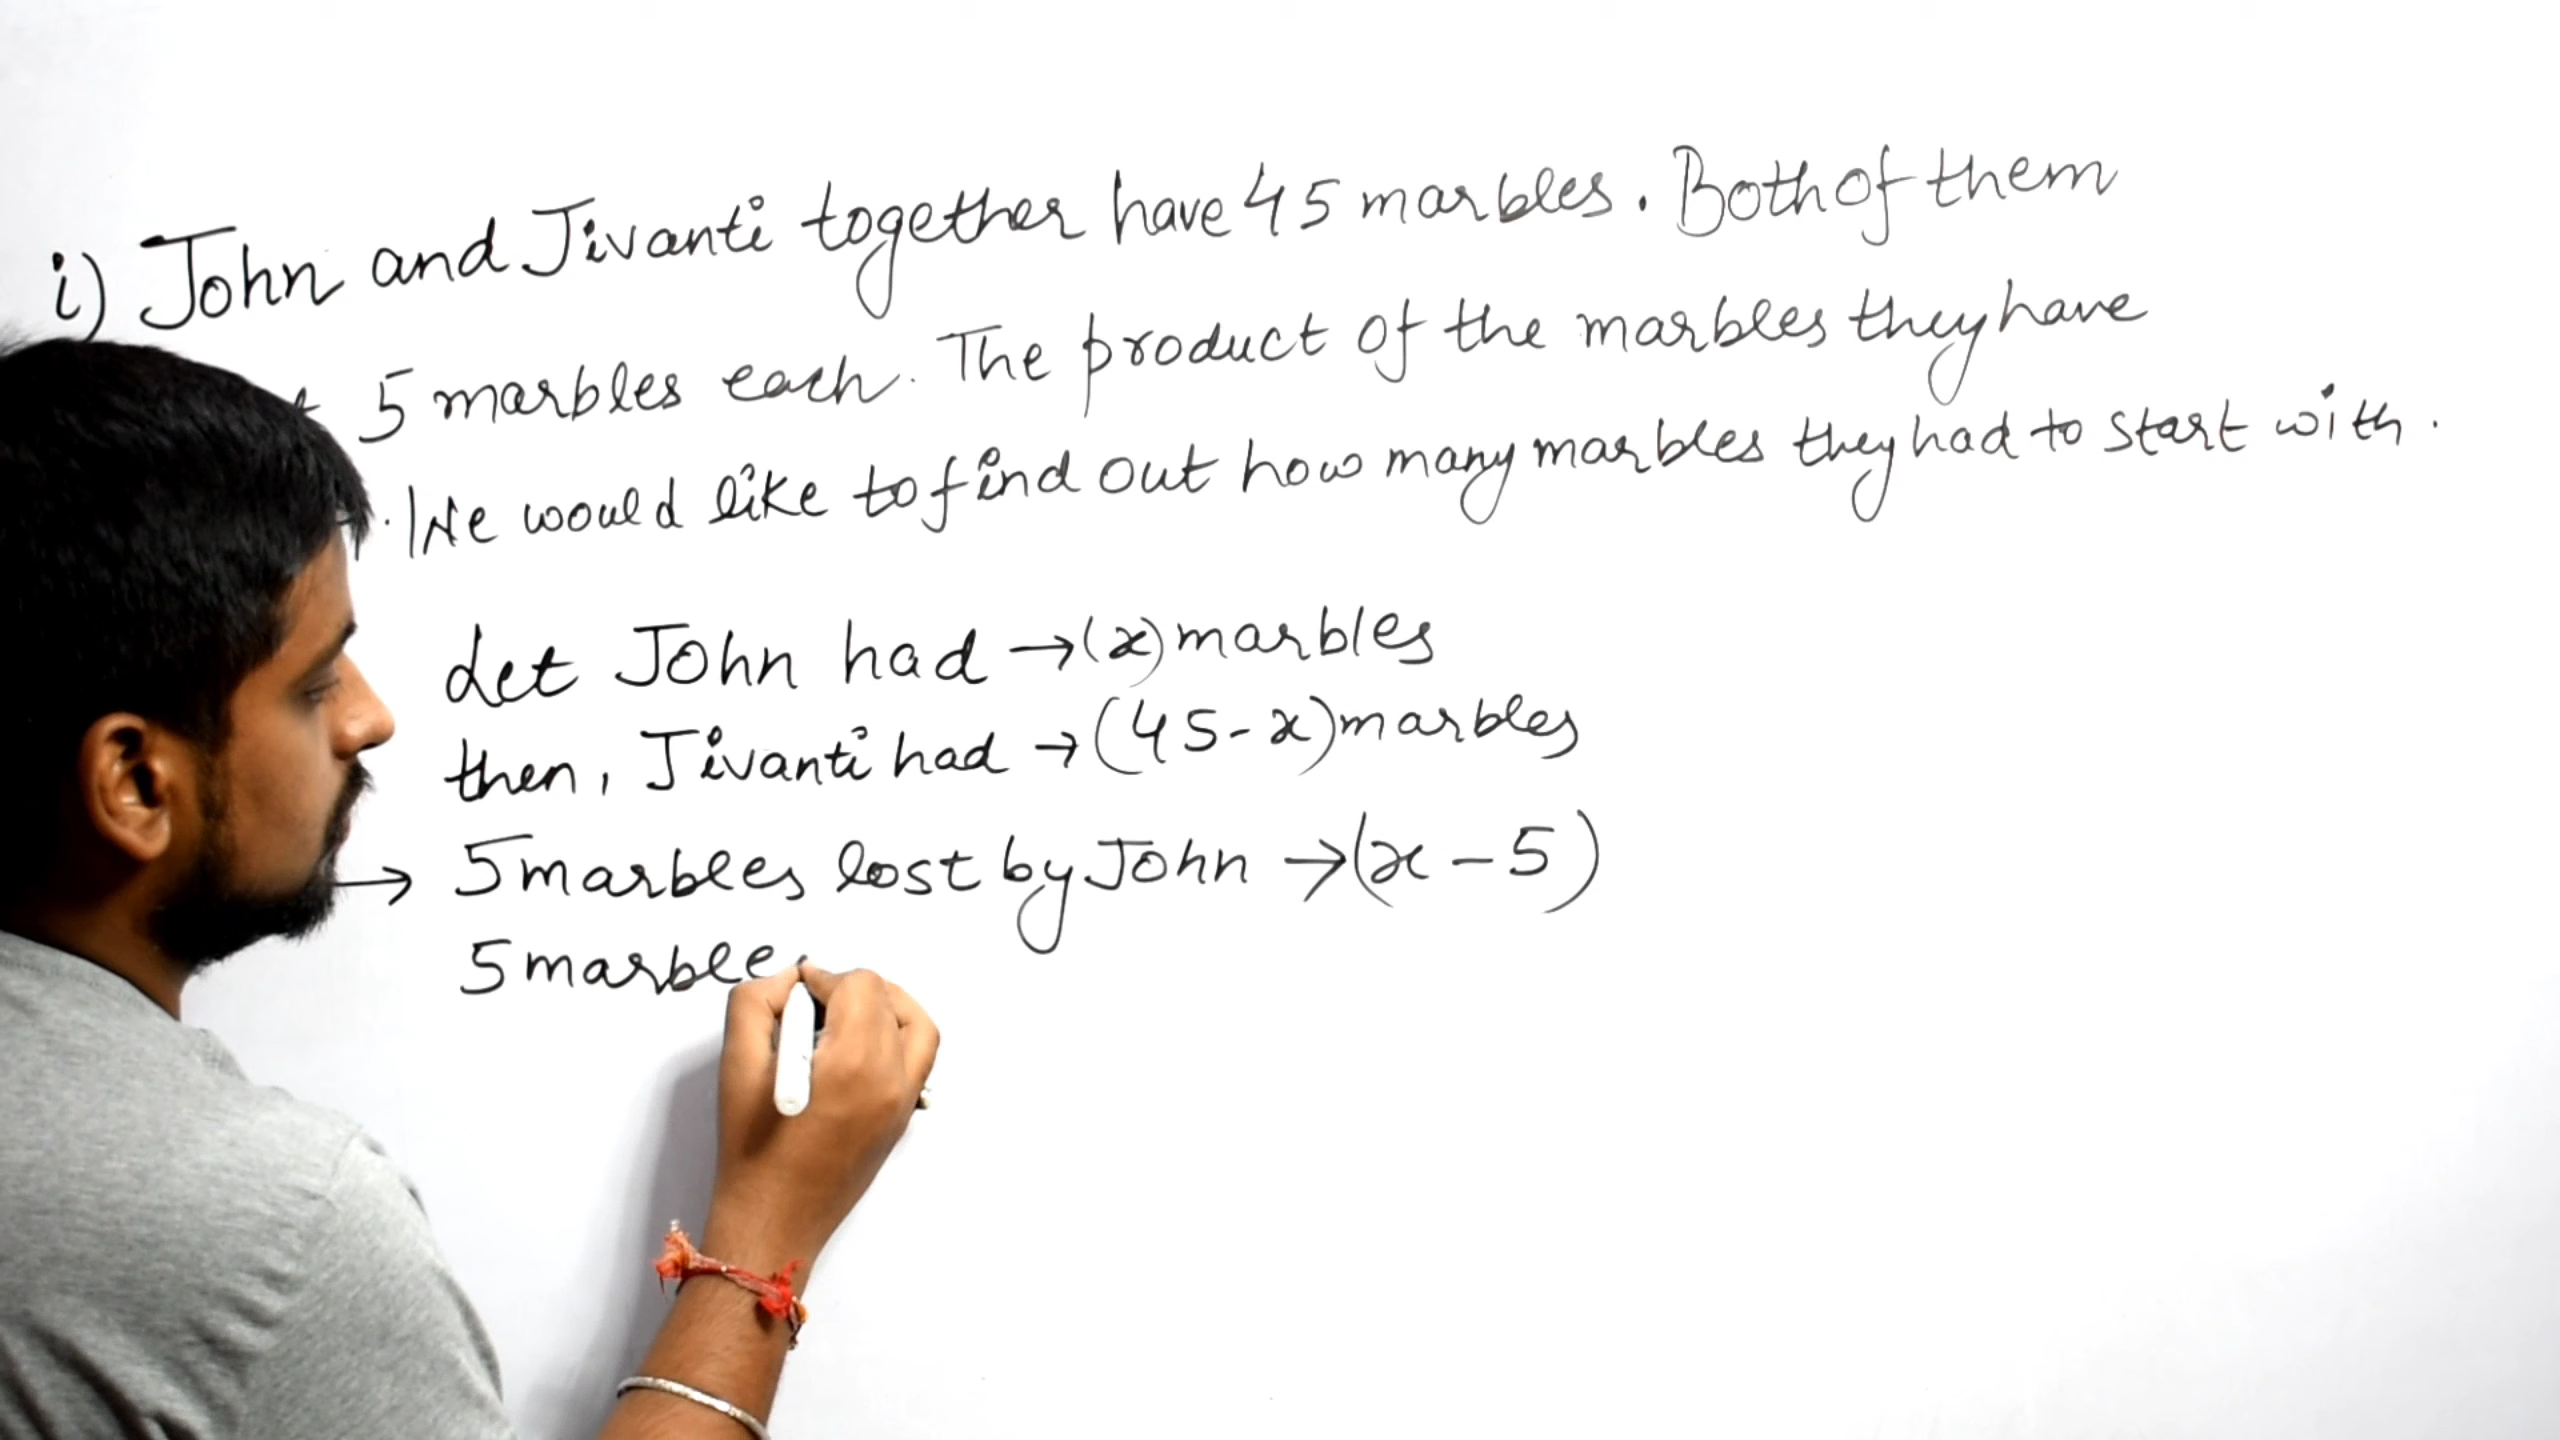 i) John and Jivanti together have 45 marbles. Both of them
5 marbles each. The product of the marbles they have
. We would like to find out how many marbles they had to start with.
Let John had → (x) marbles
then, Jivanti had → (45-x) marbles
→ 5 marbles lost by John → (x - 5)
5 marble